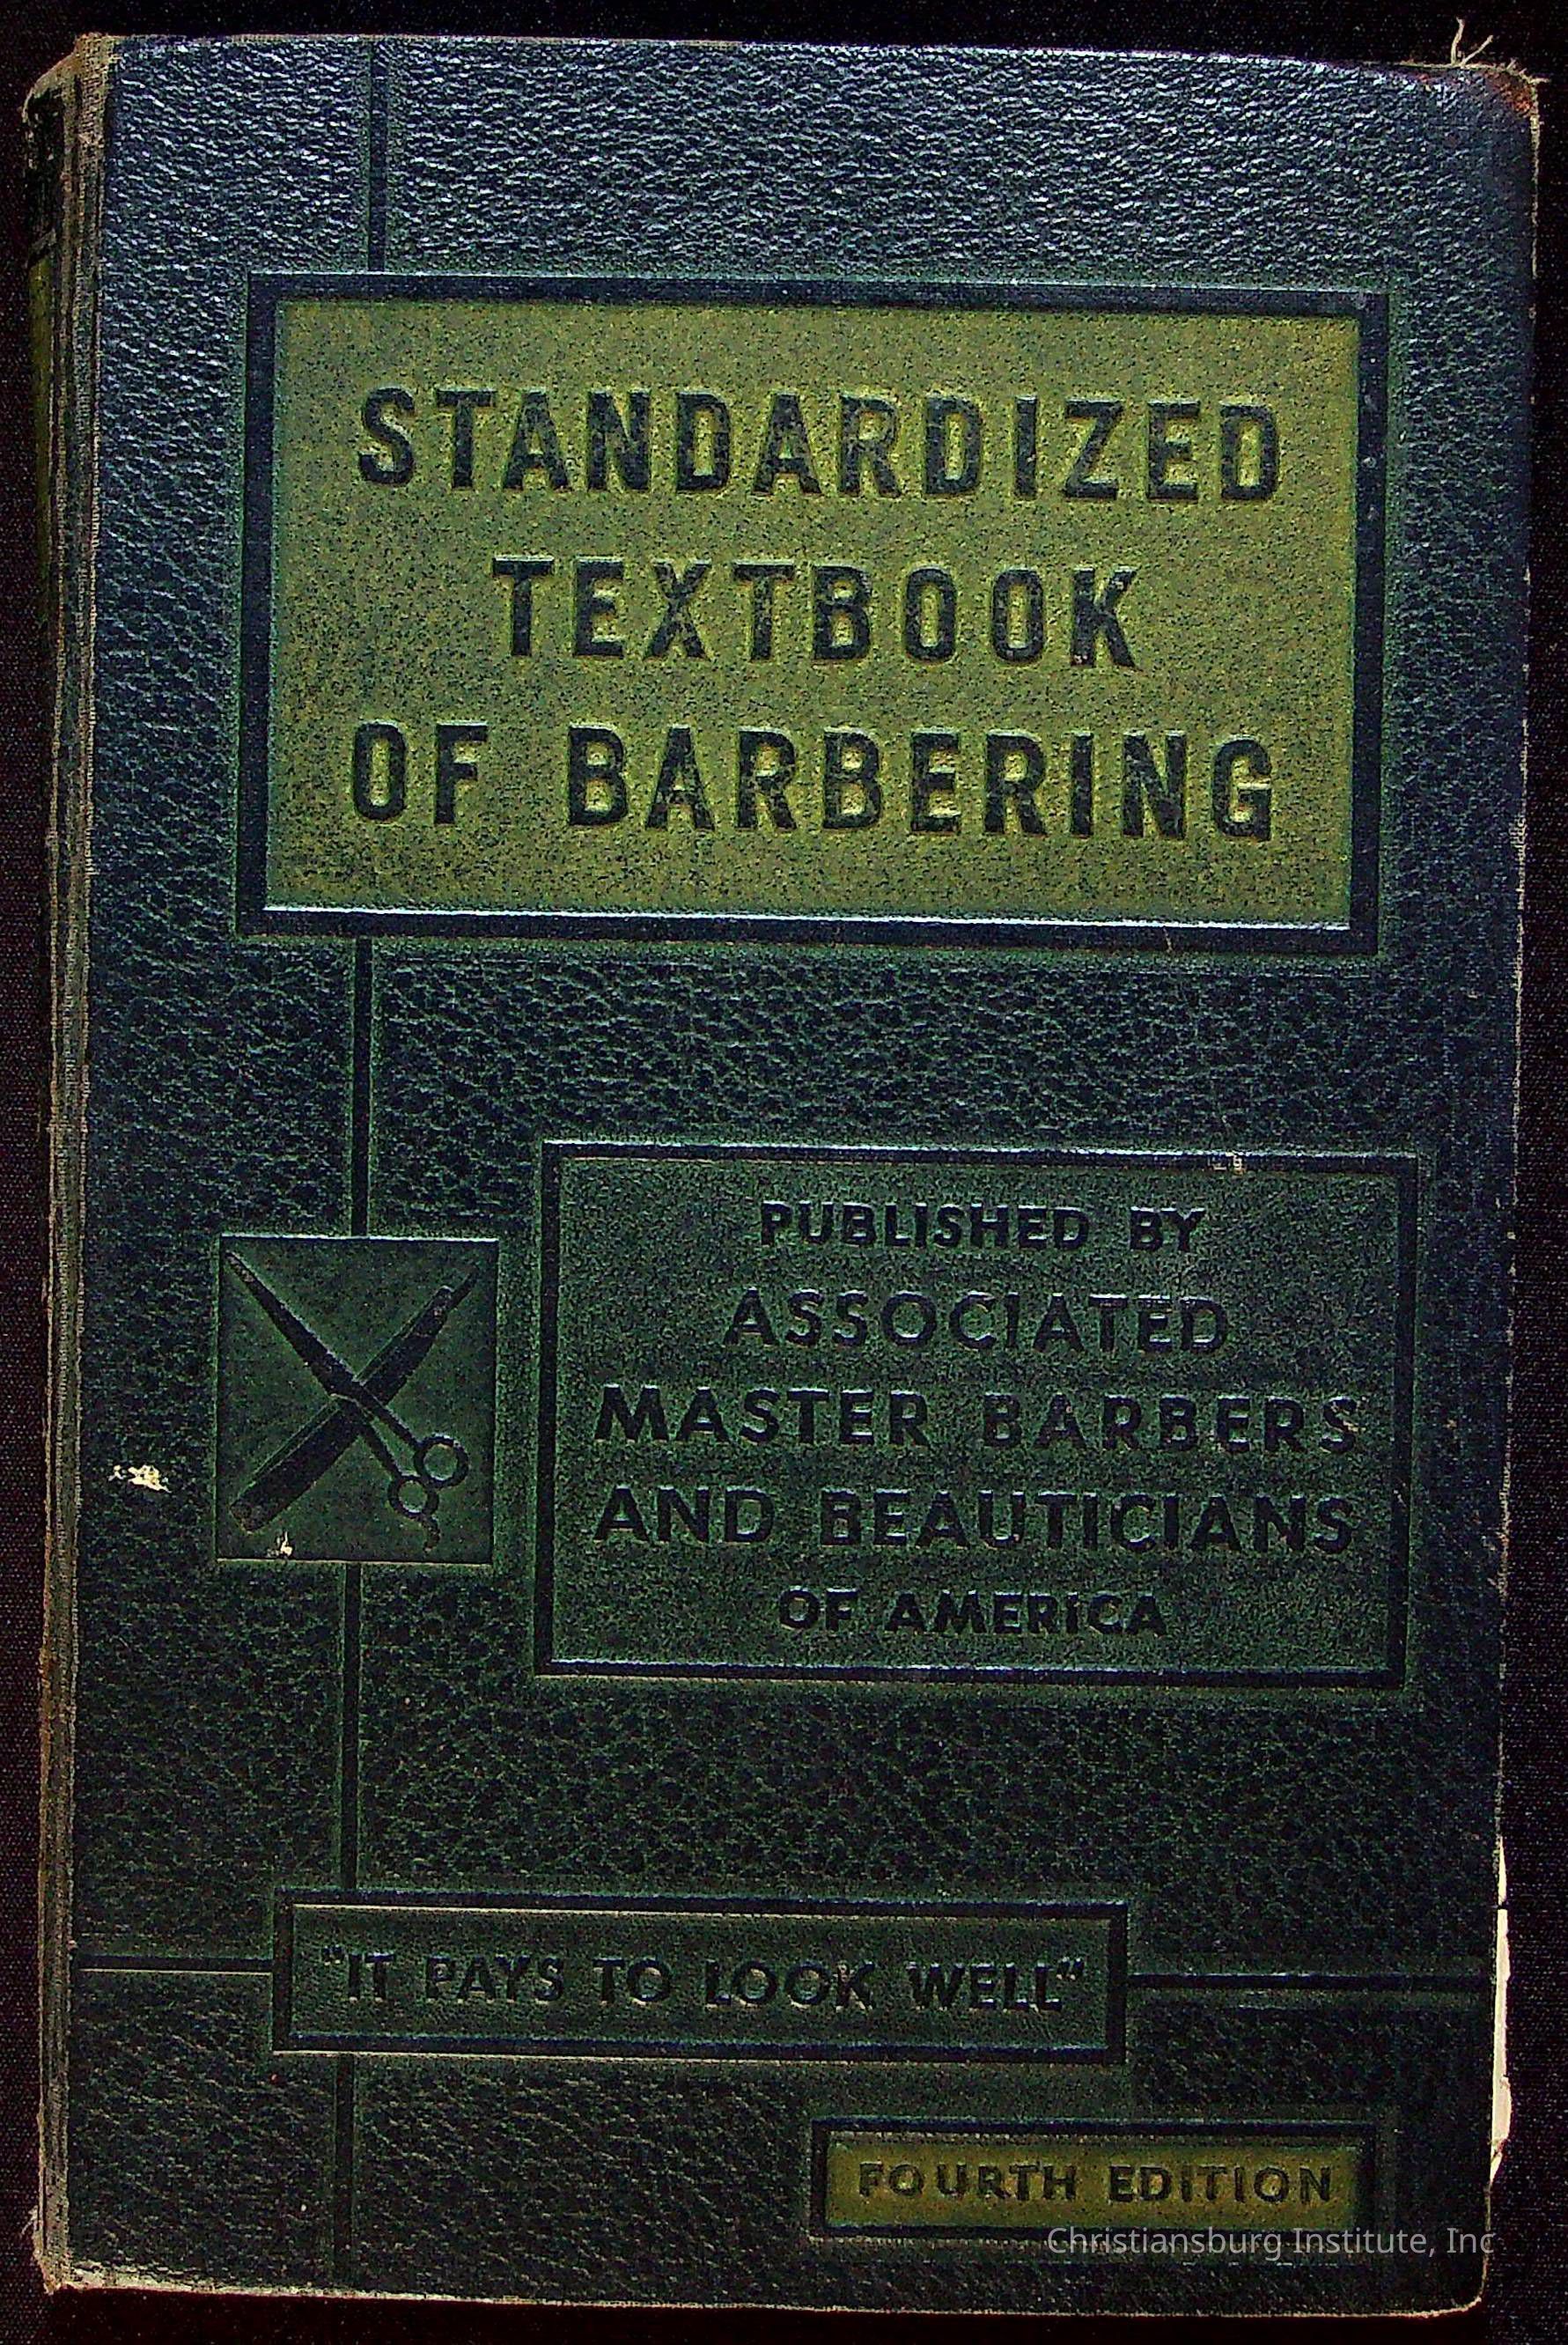 STANDARDIZED
TEXTBOOK
OF BARBERING
PUBLISHED BY
ASSOCIATED
MASTER BARBERS
AND BEAUTICIANS
OF AMERICA
"IT PAYS TO LOOK WELL"
FOURTH EDITION
Christiansburg Institute, Inc